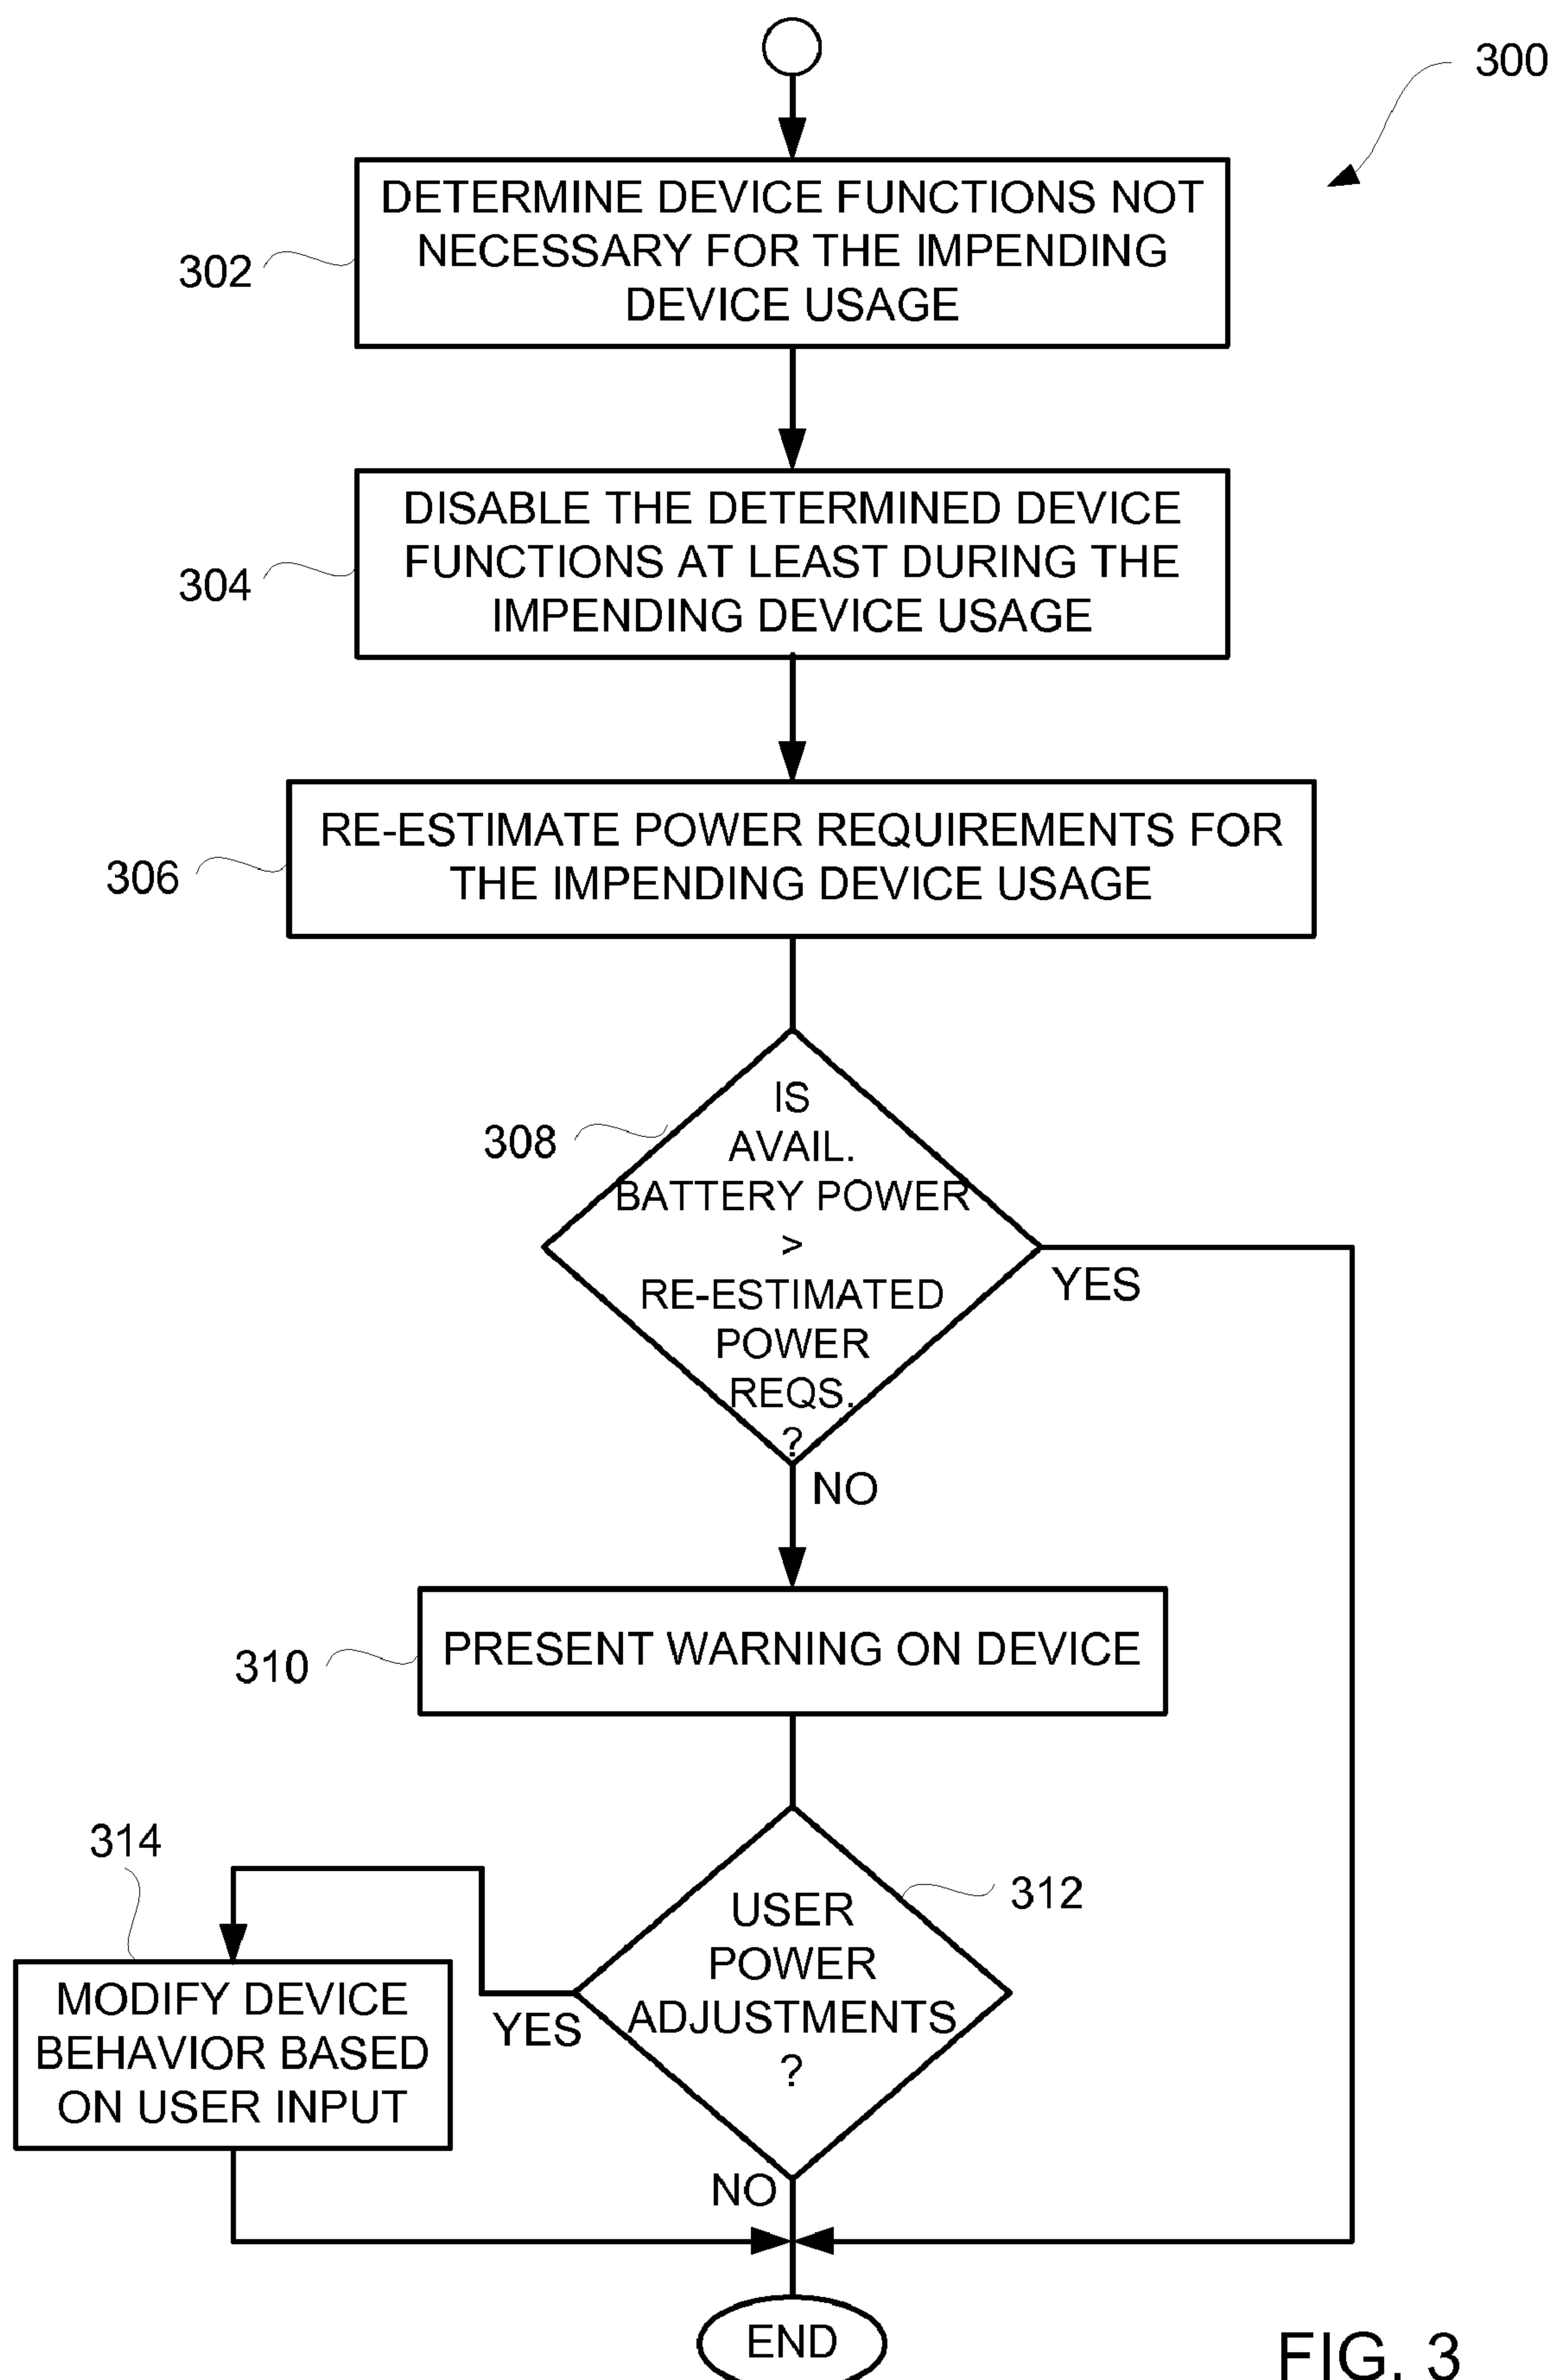 300
DETERMINE DEVICE FUNCTIONS NOT
NECESSARY FOR THE IMPENDING
DEVICE USAGE
302
DISABLE THE DETERMINED DEVICE
FUNCTIONS AT LEAST DURING THE
IMPENDING DEVICE USAGE
304
RE-ESTIMATE POWER REQUIREMENTS FOR
THE IMPENDING DEVICE USAGE
306
IS
AVAIL.
BATTERY POWER
>
RE-ESTIMATED
POWER
REQS.
?
308
YES
NO
PRESENT WARNING ON DEVICE
310
314
312
USER
POWER
ADJUSTMENTS
?
YES
MODIFY DEVICE
BEHAVIOR BASED
ON USER INPUT
NO
END
FIG. 3